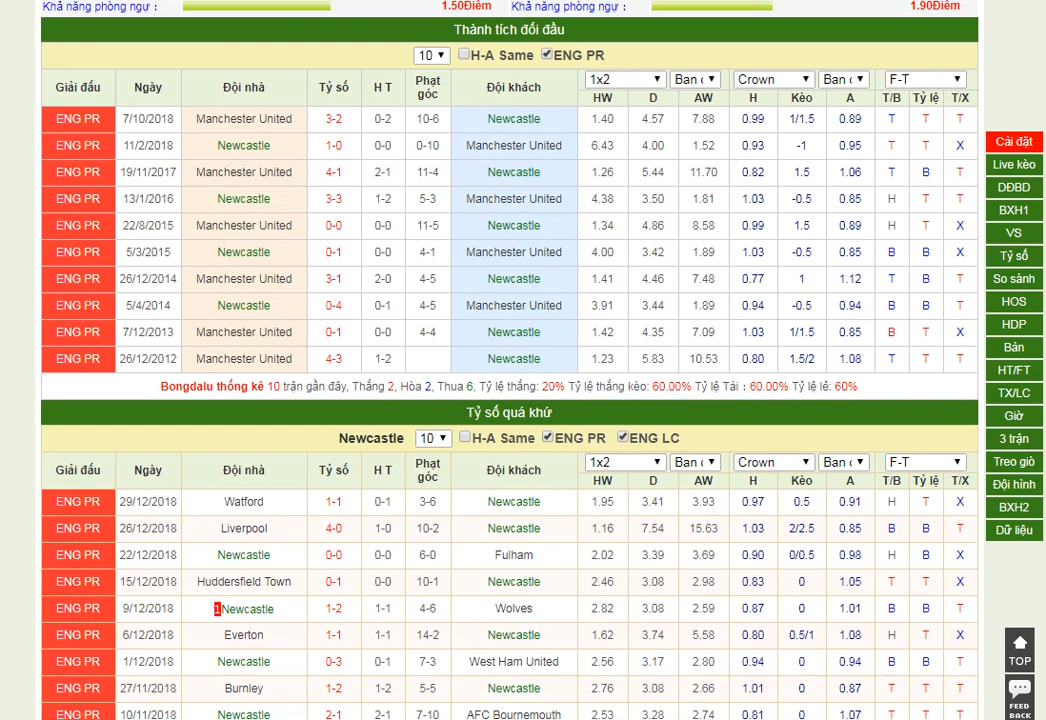 Khả năng phòng ngự : 1.50Điểm Khả năng phòng ngự : 1.90Điểm
Thành tích đối đầu
10 H-A Same ENG PR
Giải đấu Ngày Đội nhà Tỷ số H T Phạt góc Đội khách 1x2 Ban c Crown Ban c F-T
HW D AW H Kèo A T/B Tỷ lệ T/X
ENG PR 7/10/2018 Manchester United 3-2 0-2 10-6 Newcastle 1.40 4.57 7.88 0.99 1/1.5 0.89 T T T
ENG PR 11/2/2018 Newcastle 1-0 0-0 0-10 Manchester United 6.43 4.00 1.52 0.93 -1 0.95 T T X
ENG PR 19/11/2017 Manchester United 4-1 2-1 11-4 Newcastle 1.26 5.44 11.70 0.82 1.5 1.06 T B T
ENG PR 13/1/2016 Newcastle 3-3 1-2 5-3 Manchester United 4.38 3.50 1.81 1.03 -0.5 0.85 H T T
ENG PR 22/8/2015 Manchester United 0-0 0-0 11-5 Newcastle 1.34 4.86 8.58 0.99 1.5 0.89 H T X
ENG PR 5/3/2015 Newcastle 0-1 0-0 4-1 Manchester United 4.00 3.42 1.89 1.03 -0.5 0.85 B B X
ENG PR 26/12/2014 Manchester United 3-1 2-0 4-5 Newcastle 1.41 4.46 7.48 0.77 1 1.12 T B T
ENG PR 5/4/2014 Newcastle 0-4 0-1 4-5 Manchester United 3.91 3.44 1.89 0.94 -0.5 0.94 B B T
ENG PR 7/12/2013 Manchester United 0-1 0-0 4-4 Newcastle 1.42 4.35 7.09 1.03 1/1.5 0.85 B T X
ENG PR 26/12/2012 Manchester United 4-3 1-2 Newcastle 1.23 5.83 10.53 0.80 1.5/2 1.08 T T T
Bongdalu thống kê 10 trận gần đây, Thắng 2, Hòa 2, Thua 6, Tỷ lệ thắng: 20% Tỷ lệ thắng kèo: 60.00% Tỷ lệ Tài : 60.00% Tỷ lệ lẻ: 60%
Tỷ số quá khứ
Newcastle 10 H-A Same ENG PR ENG LC
Giải đấu Ngày Đội nhà Tỷ số H T Phạt góc Đội khách 1x2 Ban c Crown Ban c F-T
HW D AW H Kèo A T/B Tỷ lệ T/X
ENG PR 29/12/2018 Watford 1-1 0-1 3-6 Newcastle 1.95 3.41 3.93 0.97 0.5 0.91 H T X
ENG PR 26/12/2018 Liverpool 4-0 1-0 10-2 Newcastle 1.16 7.54 15.63 1.03 2/2.5 0.85 B B T
ENG PR 22/12/2018 Newcastle 0-0 0-0 6-0 Fulham 2.02 3.39 3.69 0.90 0/0.5 0.98 H B X
ENG PR 15/12/2018 Huddersfield Town 0-1 0-0 10-1 Newcastle 2.46 3.08 2.98 0.83 0 1.05 T T X
ENG PR 9/12/2018 1 Newcastle 1-2 1-1 4-6 Wolves 2.82 3.08 2.59 0.87 0 1.01 B B T
ENG PR 6/12/2018 Everton 1-1 1-1 14-2 Newcastle 1.62 3.74 5.58 0.80 0.5/1 1.08 H T X
ENG PR 1/12/2018 Newcastle 0-3 0-1 7-3 West Ham United 2.56 3.17 2.80 0.94 0 0.94 B B T
ENG PR 27/11/2018 Burnley 1-2 1-2 5-5 Newcastle 2.76 3.08 2.66 1.01 0 0.87 T T T
ENG PR 10/11/2018 Newcastle 2-1 2-1 7-10 AFC Bournemouth 2.53 3.28 2.74 0.81 0 1.07 T T T
Cài đặt
Live kèo
DĐBD
BXH1
VS
Tỷ số
So sánh
HOS
HDP
Bản
HT/FT
TX/LC
Giờ
3 trận
Treo giò
Đội hình
BXH2
Dữ liệu
TOP
FEED
BACK